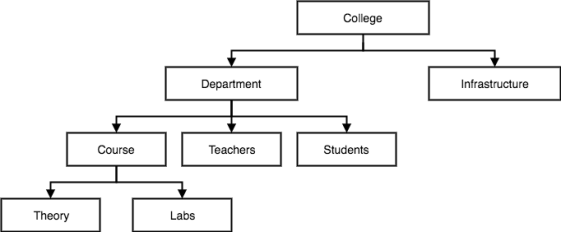 College
Department
Infrastructure
Course
Teachers
Students
Theory
Labs